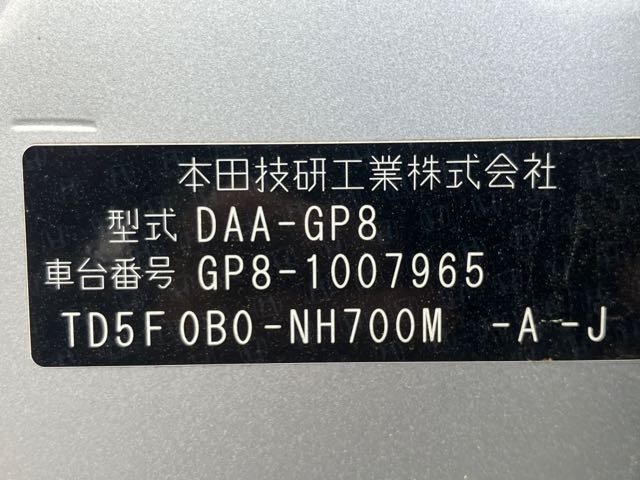 本田技研工業株式会社
型式 DAA-GP8
車台番号 GP8-1007965
TD5F0B0-NH700M -A -J